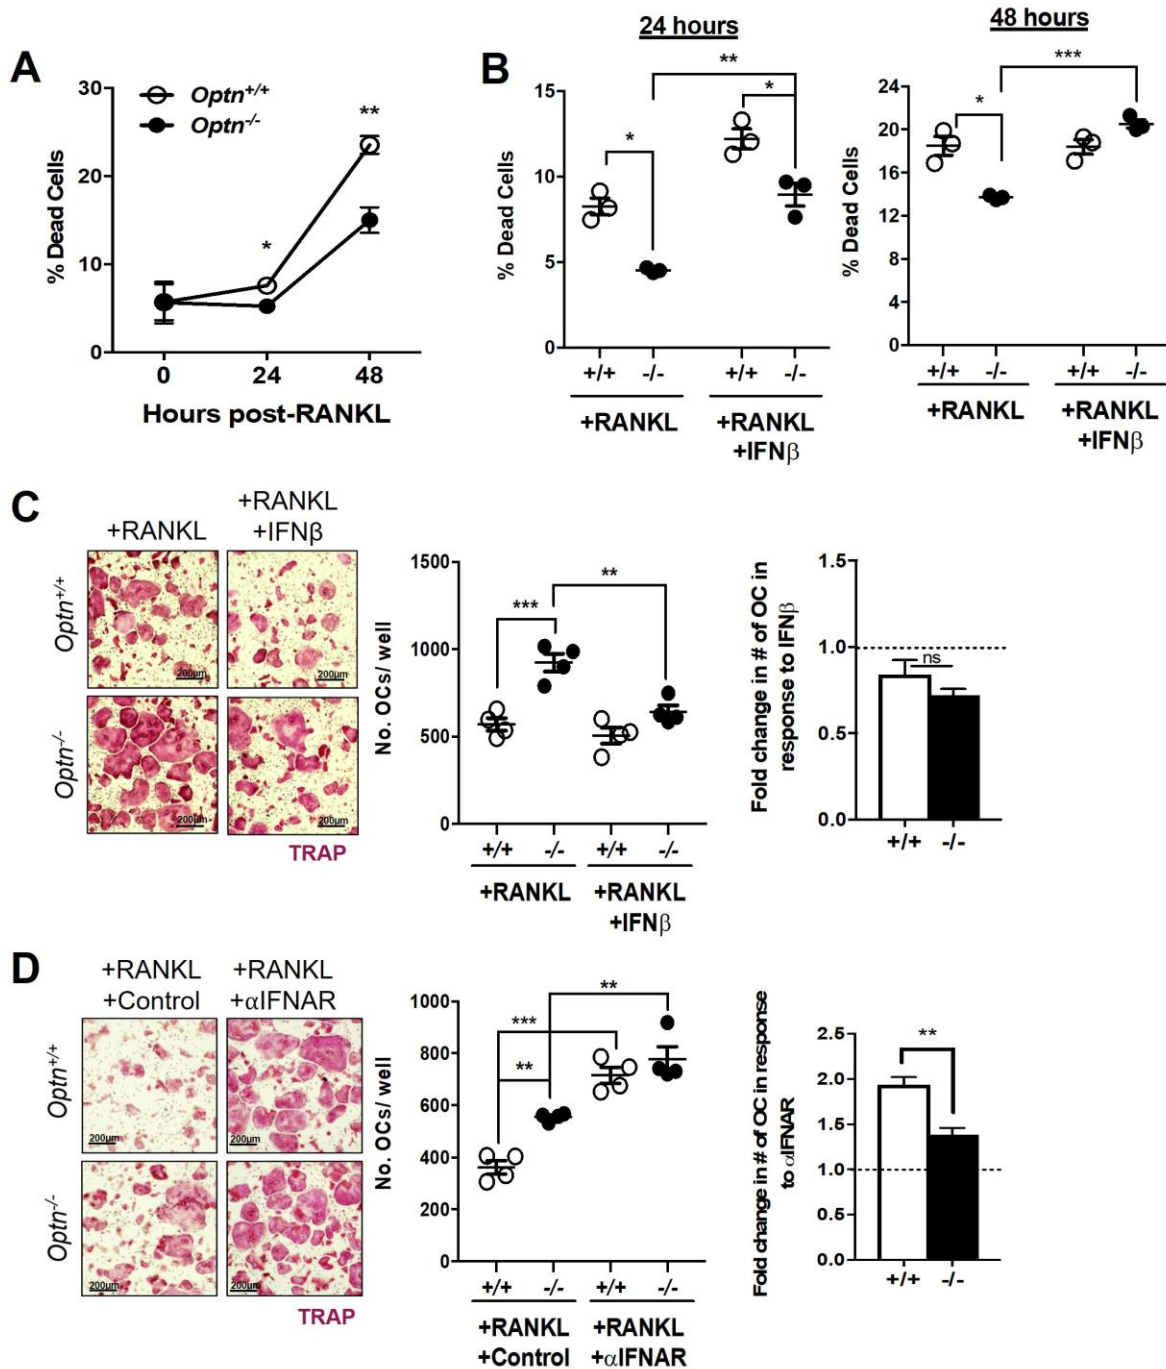 A
30
20
10
0
% Dead Cells
Optn+/+
Optn-/-
*
**
0 24 48
Hours post-RANKL
B
24 hours
15
10
5
0
% Dead Cells
*
**
*
+/+ -/- +/+ -/-
+RANKL +RANKL
+IFNβ
48 hours
24
20
16
12
8
4
0
% Dead Cells
*
***
+/+ -/- +/+ -/-
+RANKL +RANKL
+IFNβ
C
+RANKL +RANKL
+IFNβ
Optn+/+
Optn-/-
200µm 200µm
200µm 200µm
TRAP
1500
1000
500
0
No. OCs/ well
***
**
+/+ -/- +/+ -/-
+RANKL +RANKL
+IFNβ
1.5
1.0
0.5
0.0
Fold change in # of OC in
response to IFNβ
ns
+/+ -/-
D
+RANKL +RANKL
+Control +αIFNAR
Optn+/+
Optn-/-
200µm 200µm
200µm 200µm
TRAP
1000
800
600
400
200
0
No. OCs/ well
**
***
**
+/+ -/- +/+ -/-
+RANKL +RANKL
+Control +αIFNAR
2.5
2.0
1.5
1.0
0.5
0.0
Fold change in # of OC in response
to αIFNAR
**
+/+ -/-